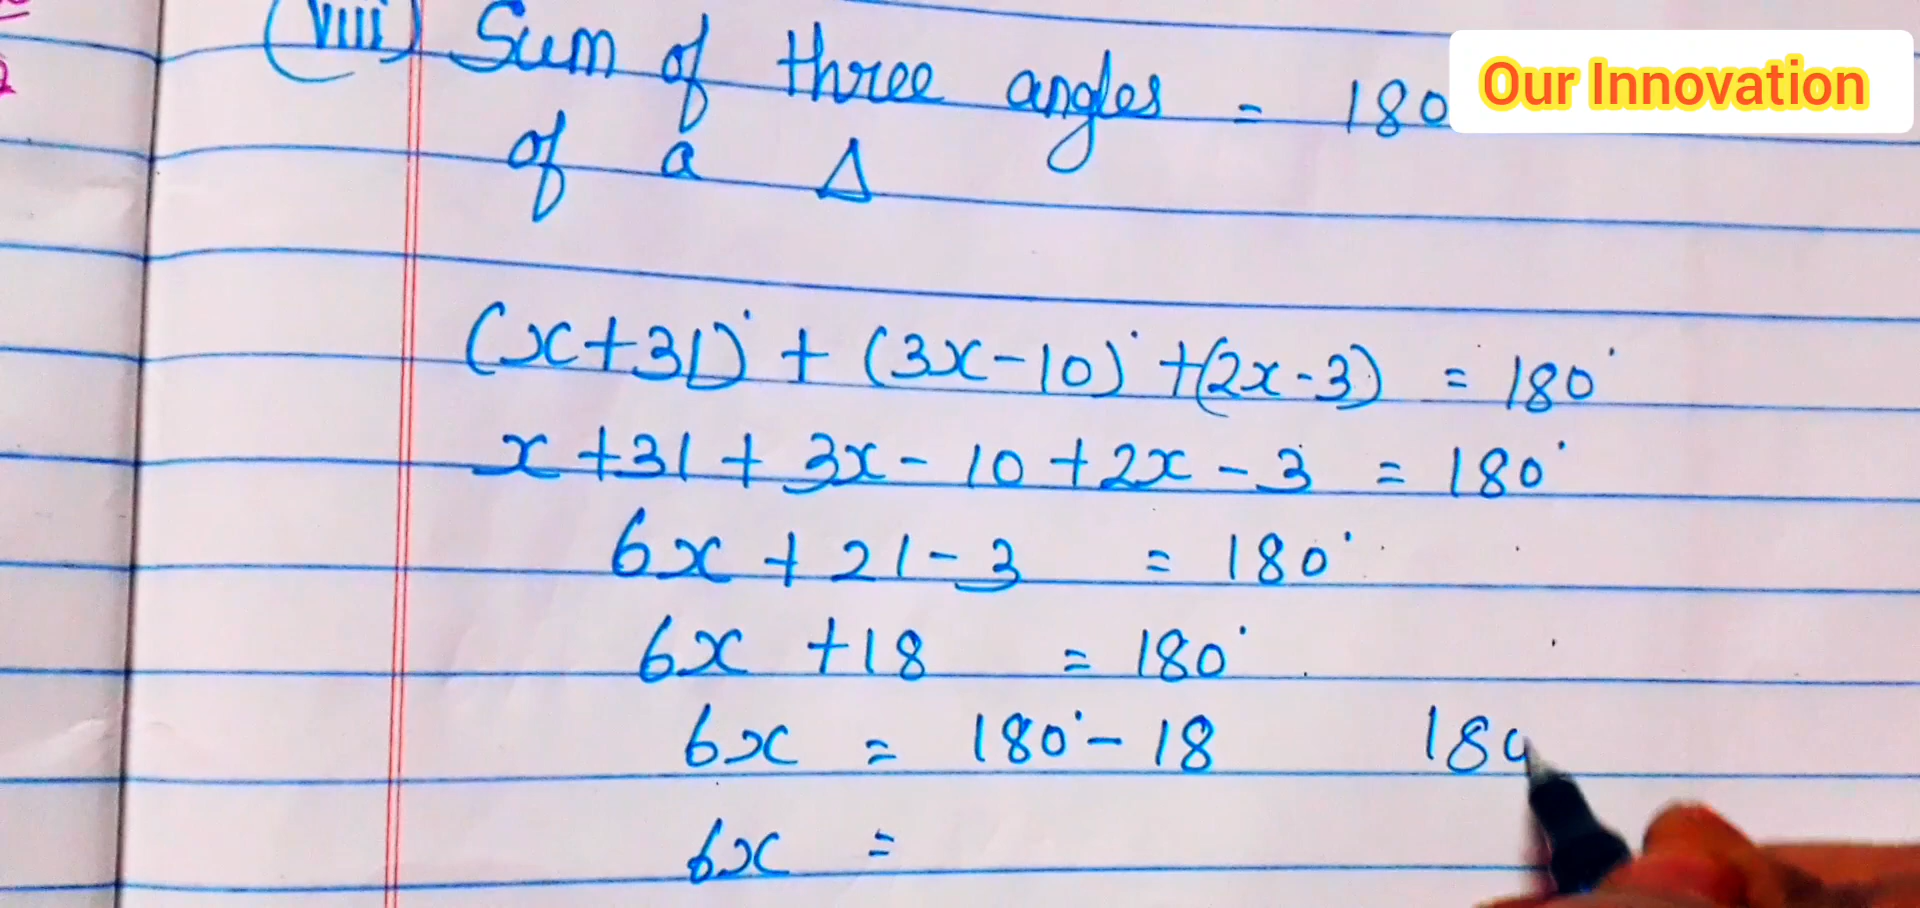 (viii) Sum of three angles = 180
of a Δ
Our Innovation
(x+31)° + (3x-10)° +(2x-3) = 180°
x +31 + 3x - 10 +2x - 3 = 180°
6x + 21 - 3 = 180°
6x +18 = 180°
6x = 180° - 18 180
6x =